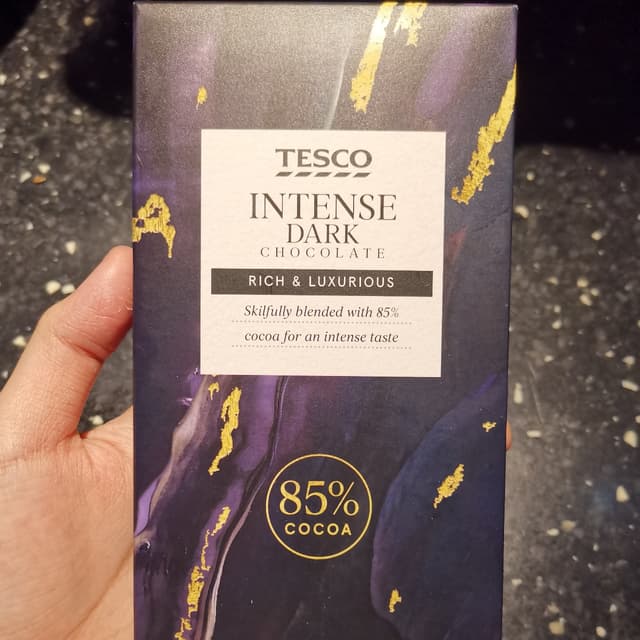 TESCO
INTENSE
DARK
CHOCOLATE
RICH & LUXURIOUS
Skilfully blended with 85%
cocoa for an intense taste
85%
COCOA